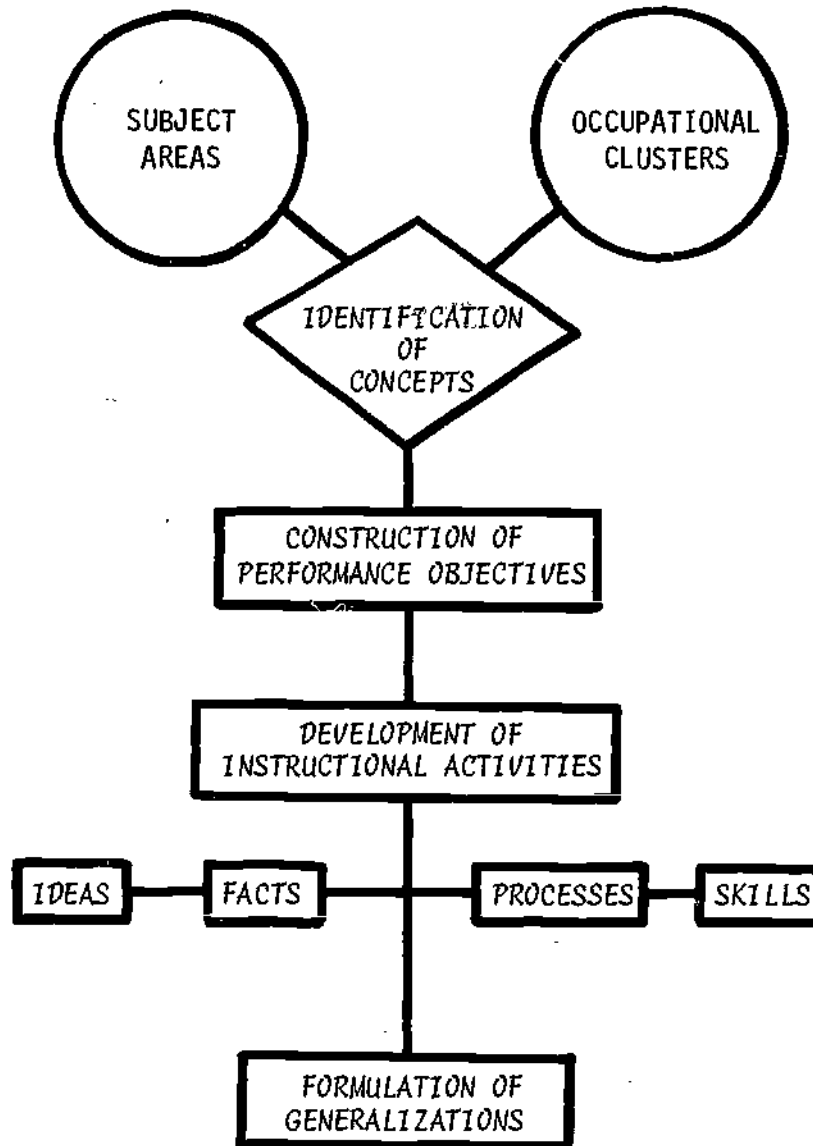 SUBJECT
AREAS
OCCUPATIONAL
CLUSTERS
IDENTIFICATION
OF
CONCEPTS
CONSTRUCTION OF
PERFORMANCE OBJECTIVES
DEVELOPMENT OF
INSTRUCTIONAL ACTIVITIES
IDEAS
FACTS
PROCESSES
SKILLS
FORMULATION OF
GENERALIZATIONS